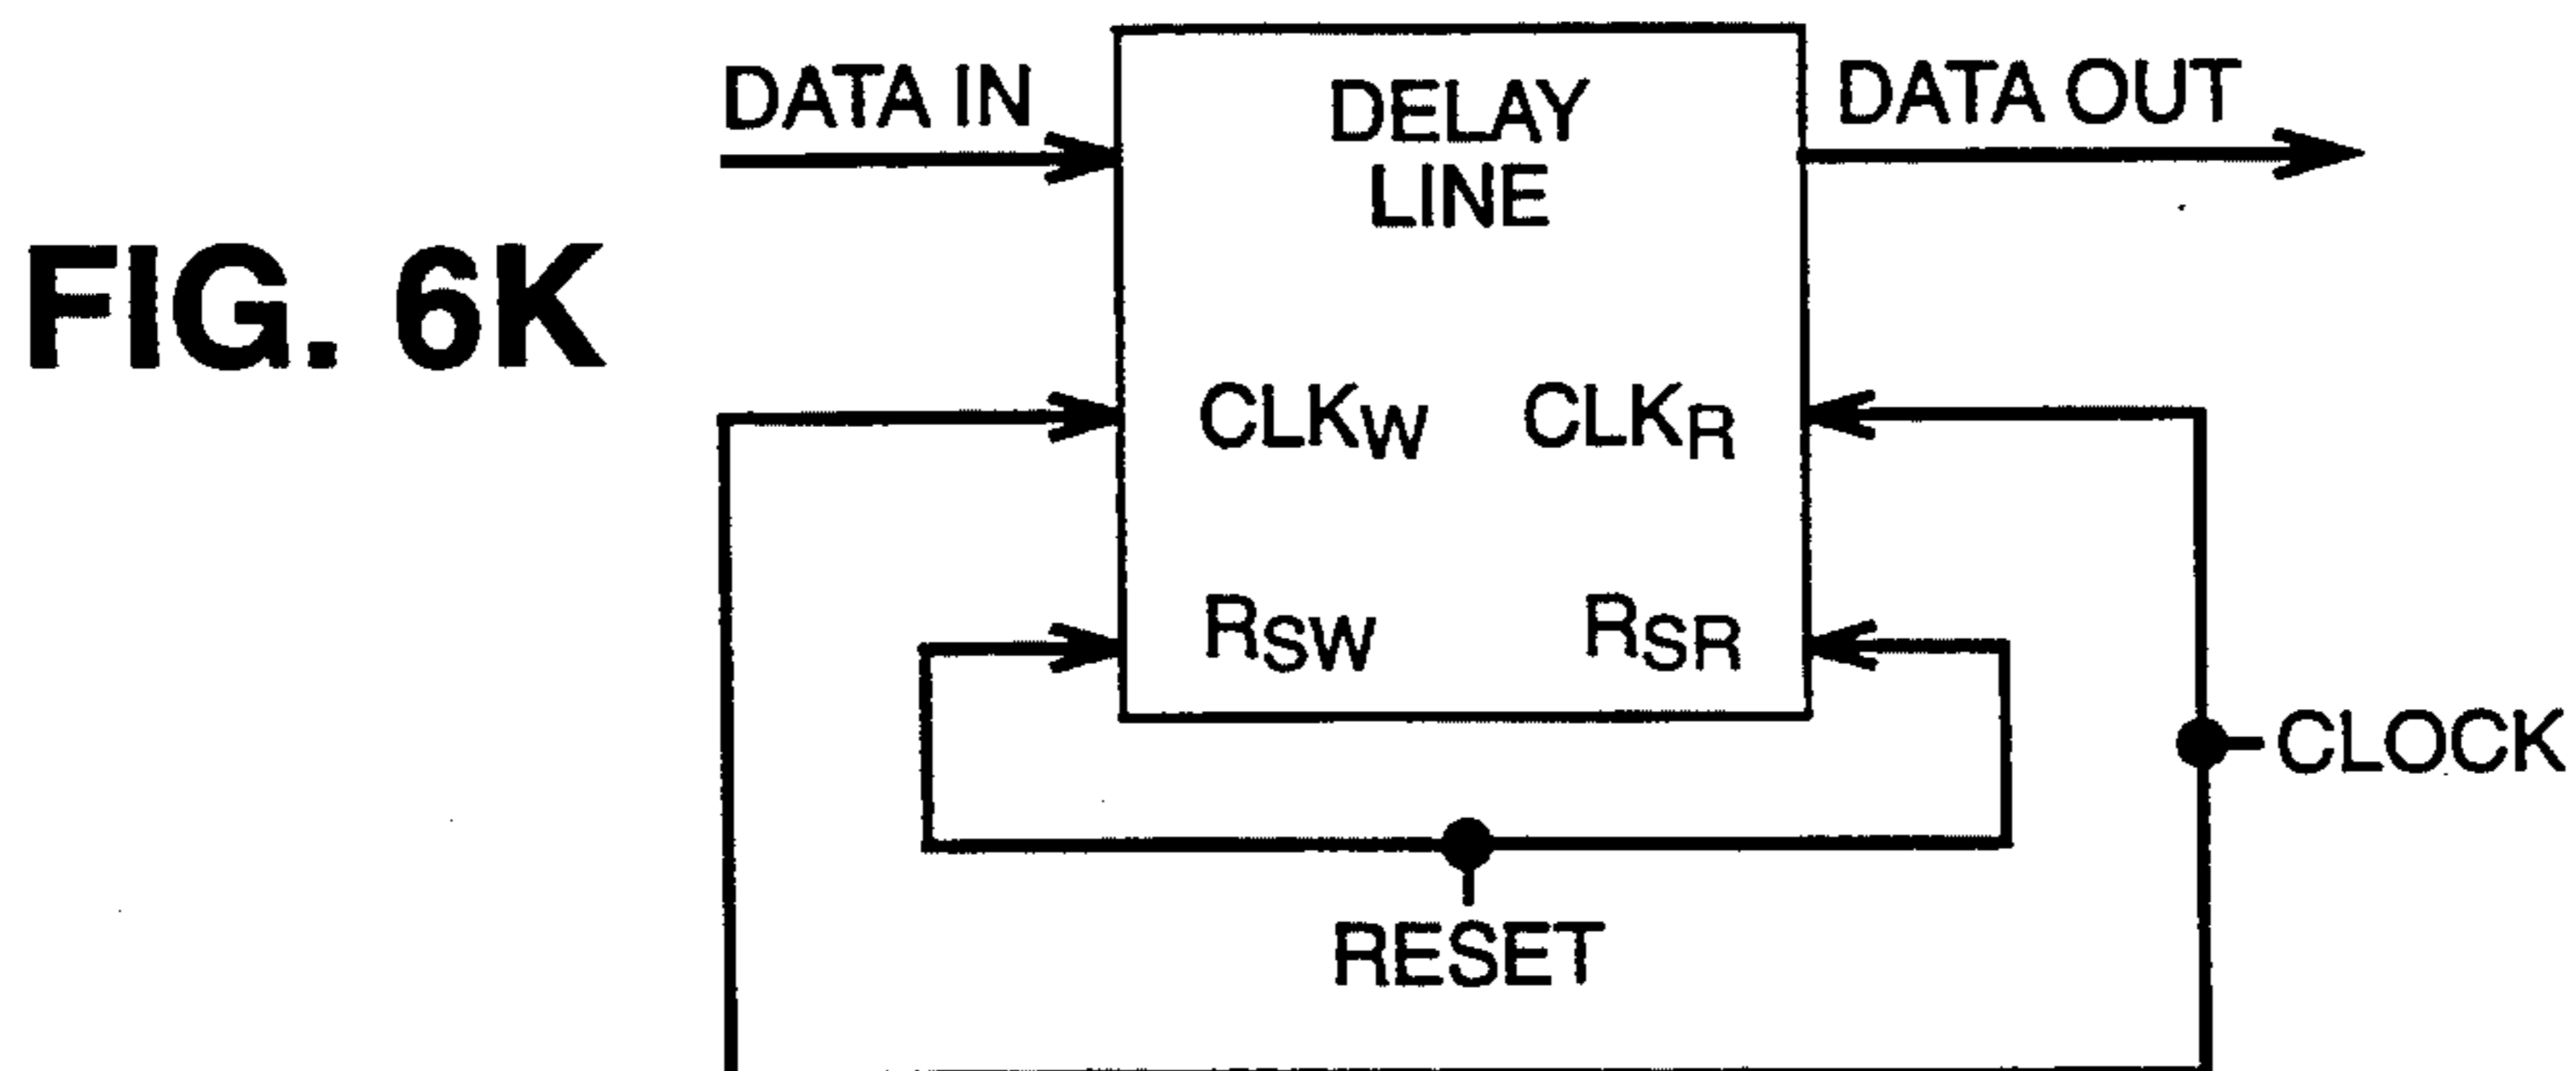 DATA IN
DELAY
LINE
DATA OUT
FIG. 6K
CLKW CLKR
RSW RSR
CLOCK
RESET